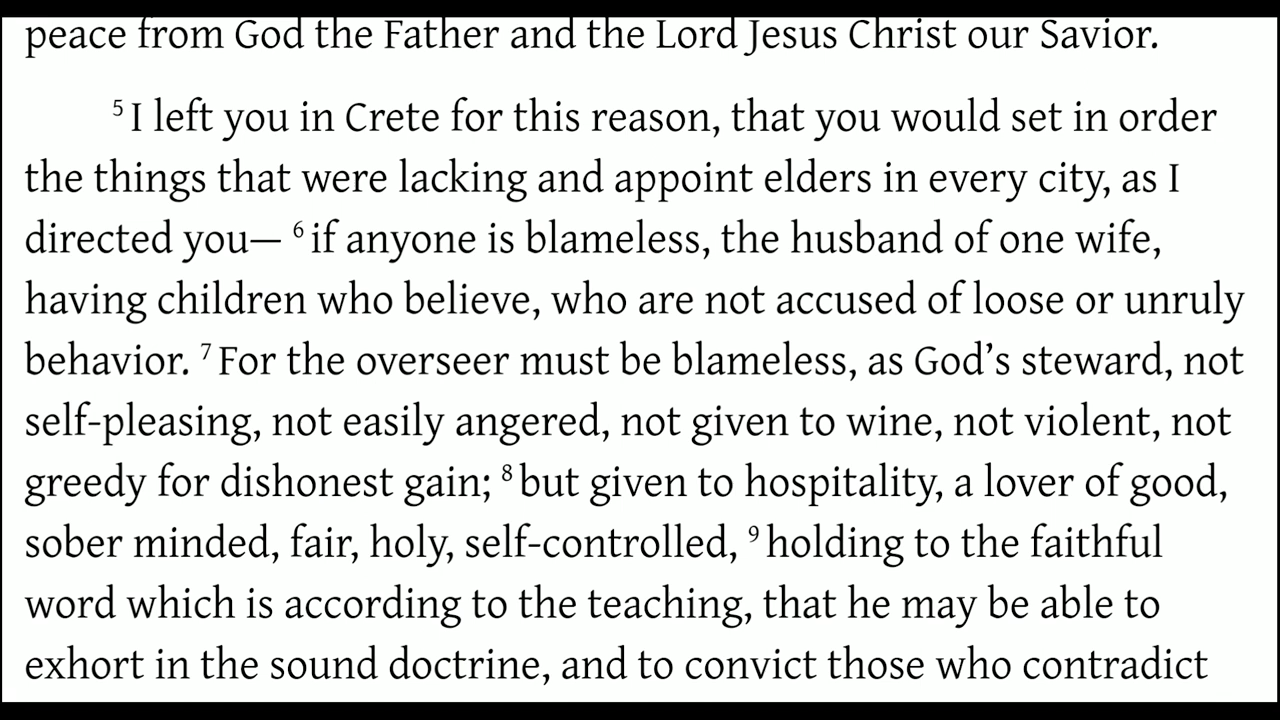 peace from God the Father and the Lord Jesus Christ our Savior.
5 I left you in Crete for this reason, that you would set in order
the things that were lacking and appoint elders in every city, as I
directed you— 6 if anyone is blameless, the husband of one wife,
having children who believe, who are not accused of loose or unruly
behavior. 7 For the overseer must be blameless, as God’s steward, not
self-pleasing, not easily angered, not given to wine, not violent, not
greedy for dishonest gain; 8 but given to hospitality, a lover of good,
sober minded, fair, holy, self-controlled, 9 holding to the faithful
word which is according to the teaching, that he may be able to
exhort in the sound doctrine, and to convict those who contradict